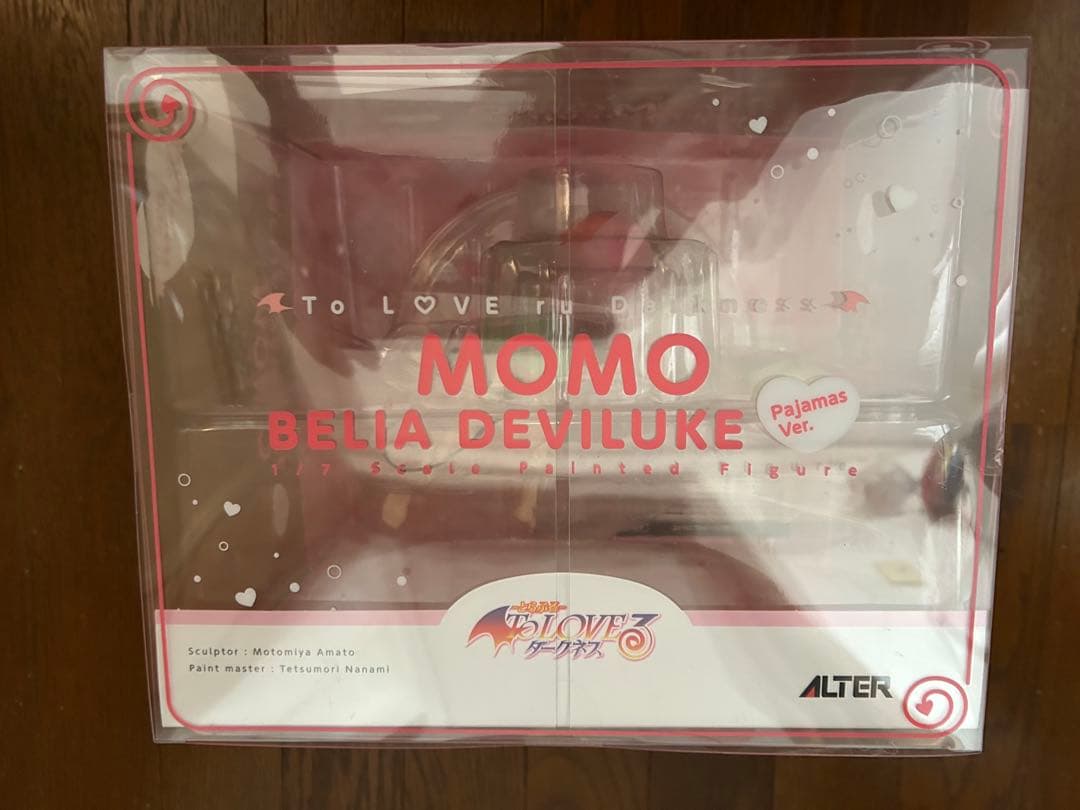 To L♡VE ru Darkness
MOMO
BELIA DEVILUKE
Pajamas
Ver.
1/7 Scale Painted Figure
-とらぶる-
To LOVEる
ダークネス
Sculptor : Motomiya Amato
Paint master : Tetsumori Nanami
ALTER